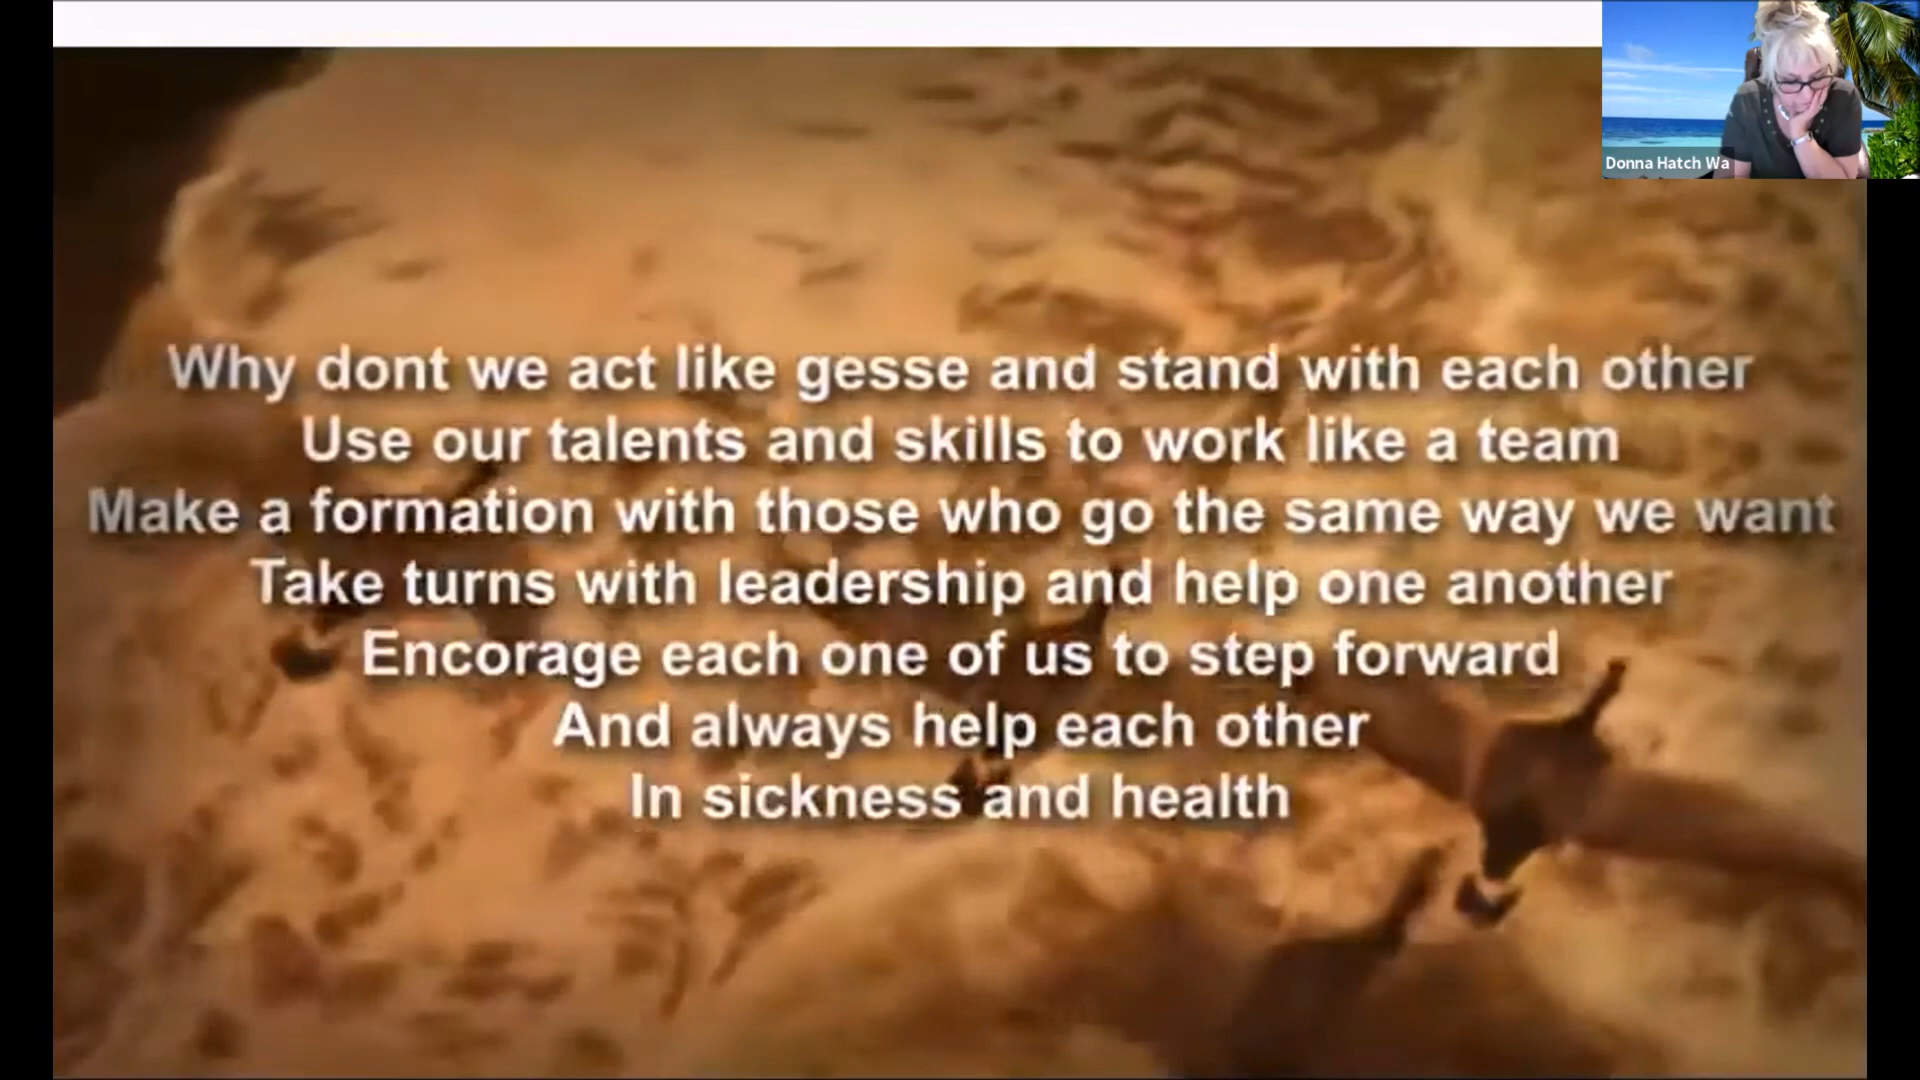 Donna Hatch Wa
Why dont we act like gesse and stand with each other
Use our talents and skills to work like a team
Make a formation with those who go the same way we want
Take turns with leadership and help one another
Encorage each one of us to step forward
And always help each other
In sickness and health